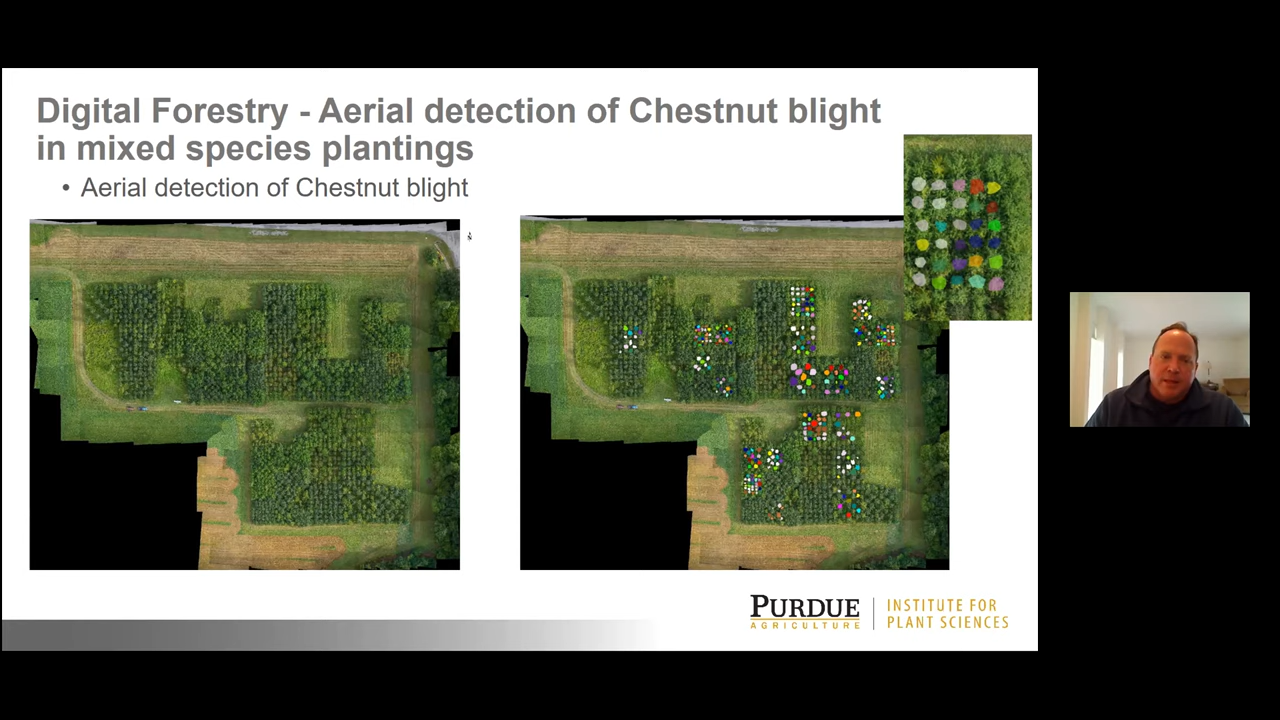 Digital Forestry - Aerial detection of Chestnut blight
in mixed species plantings
• Aerial detection of Chestnut blight
PURDUE
AGRICULTURE
INSTITUTE FOR
PLANT SCIENCES